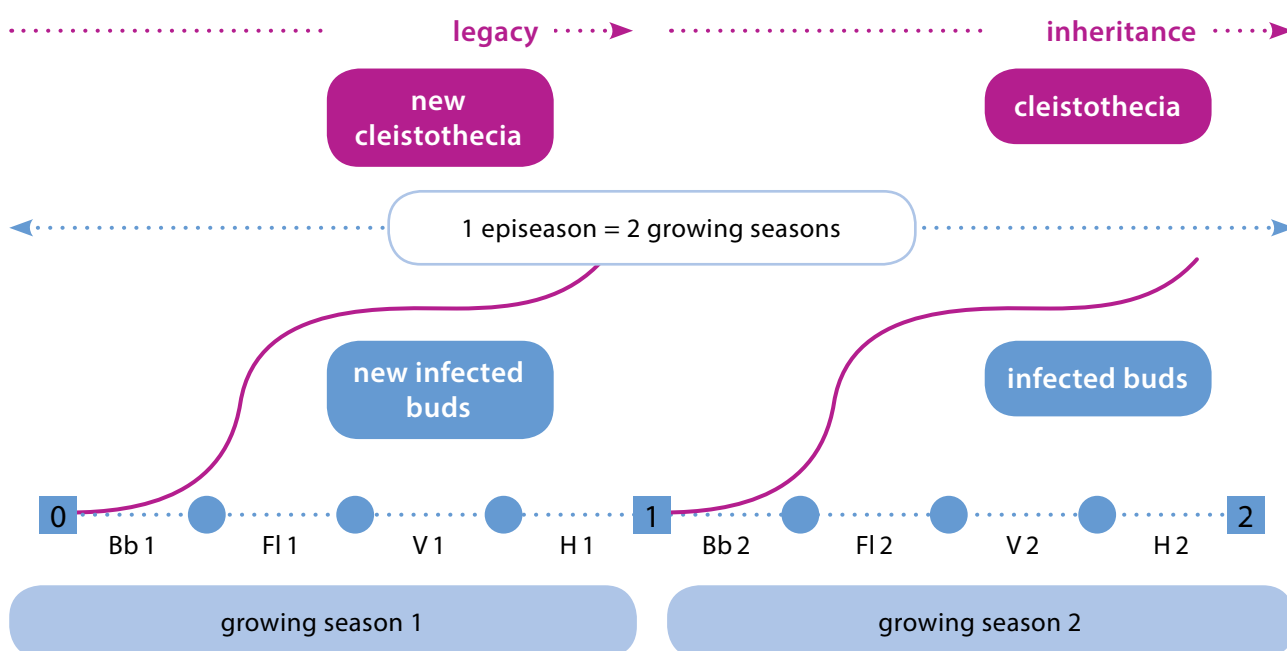 legacy
inheritance
new
cleistothecia
cleistothecia
1 episeason = 2 growing seasons
new infected
buds
infected buds
0
1
2
Bb 1
Fl 1
V 1
H 1
Bb 2
Fl 2
V 2
H 2
growing season 1
growing season 2